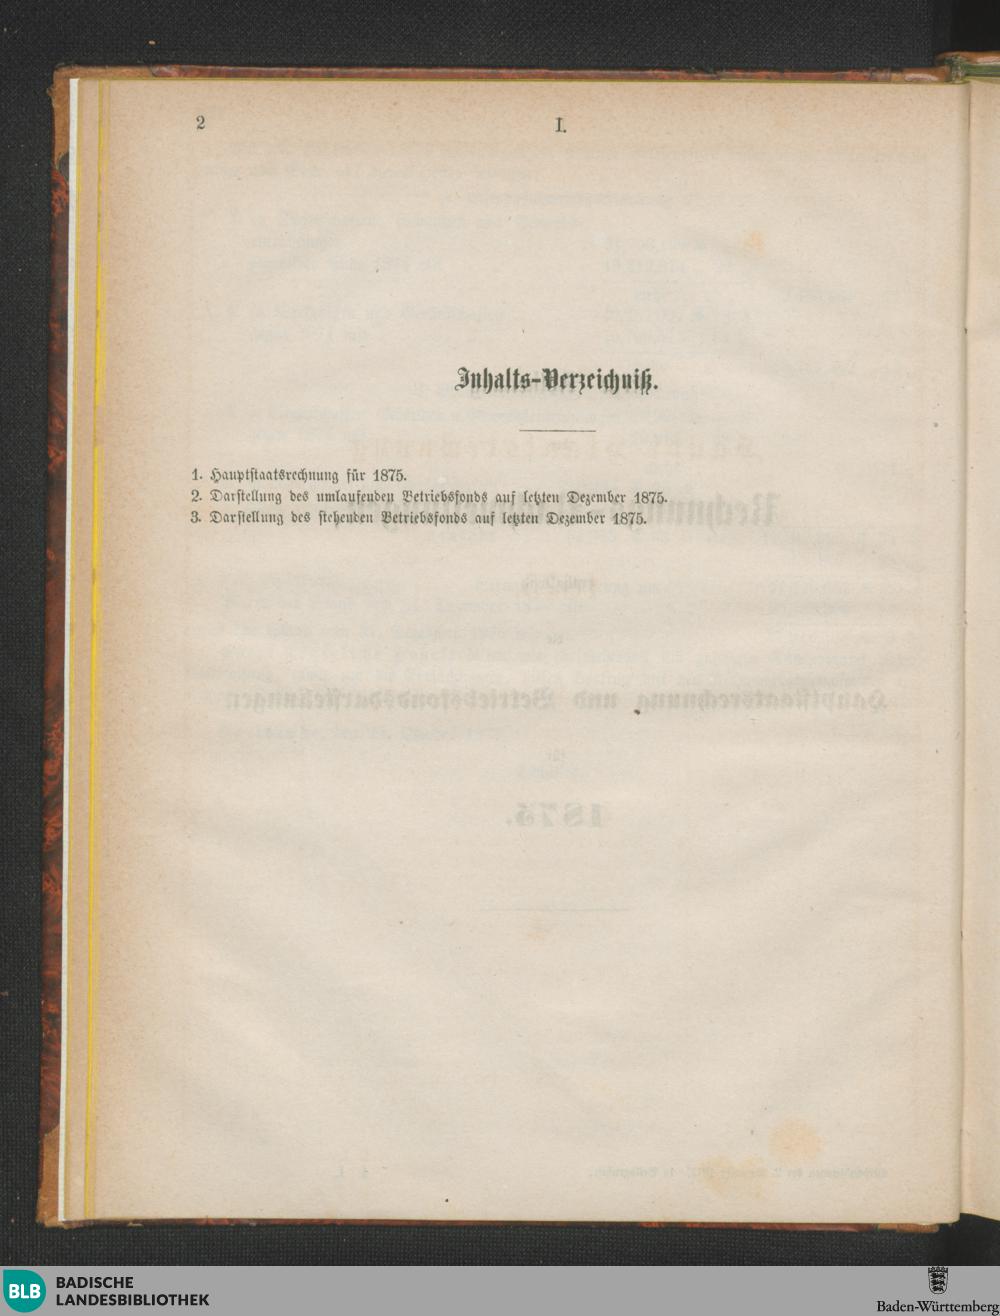 2
I.
Inhalts-Verzeichniß.
1. Hauptstaatsrechnung für 1875.
2. Darstellung des umlaufenden Betriebsfonds auf letzten Dezember 1875.
3. Darstellung des stehenden Betriebsfonds auf letzten Dezember 1875.
BLB BADISCHE
LANDESBIBLIOTHEK
Baden-Württemberg